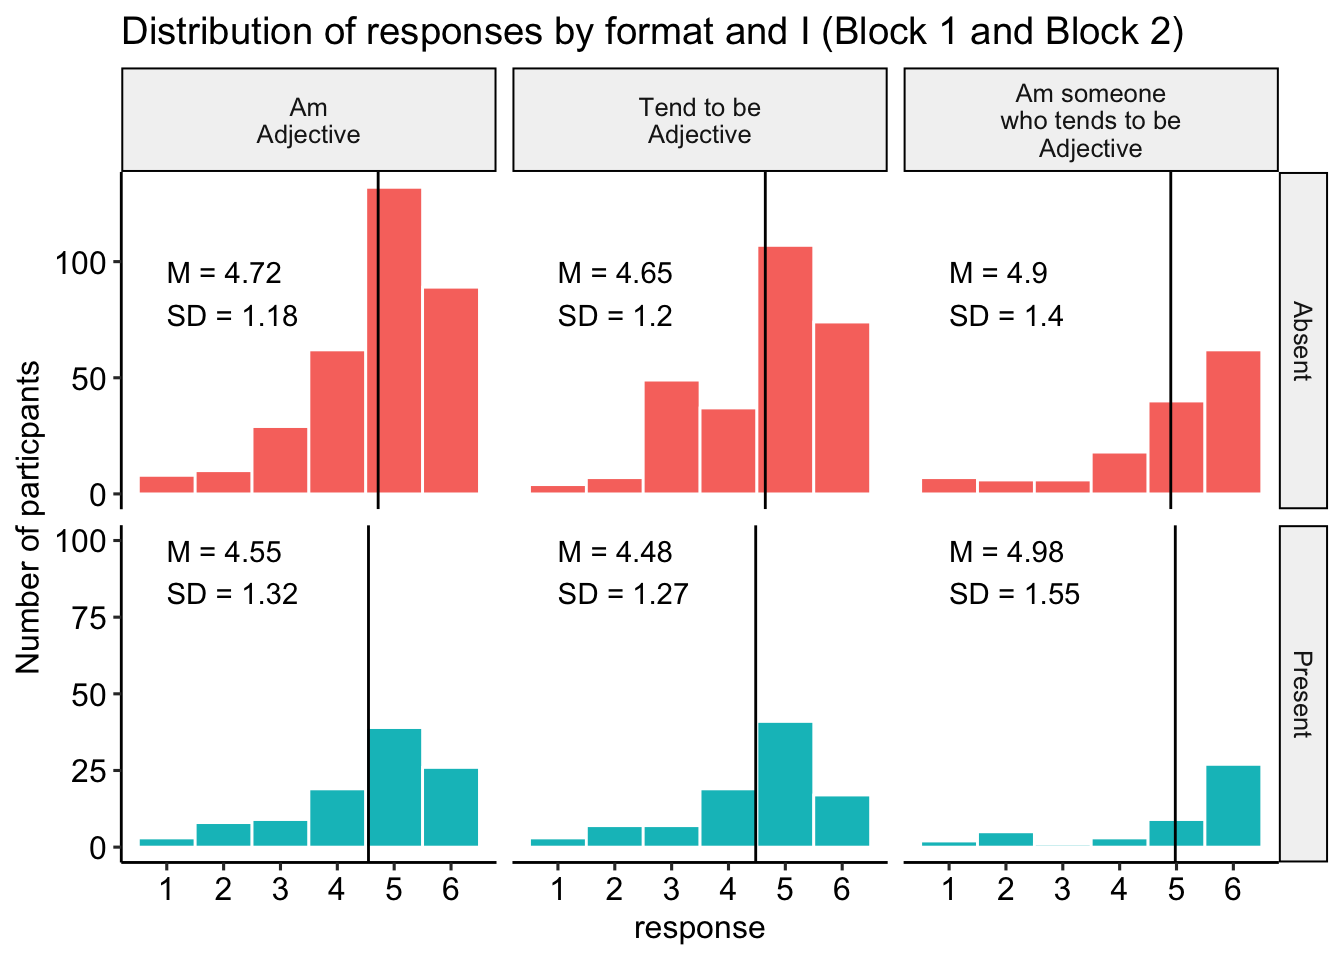 Distribution of responses by format and I (Block 1 and Block 2)
Am
Adjective
Tend to be
Adjective
Am someone
who tends to be
Adjective
Number of particpants
100
50
0
M = 4.72
SD = 1.18
M = 4.65
SD = 1.2
M = 4.9
SD = 1.4
Absent
100
75
50
25
0
M = 4.55
SD = 1.32
M = 4.48
SD = 1.27
M = 4.98
SD = 1.55
Present
1 2 3 4 5 6
1 2 3 4 5 6
1 2 3 4 5 6
response